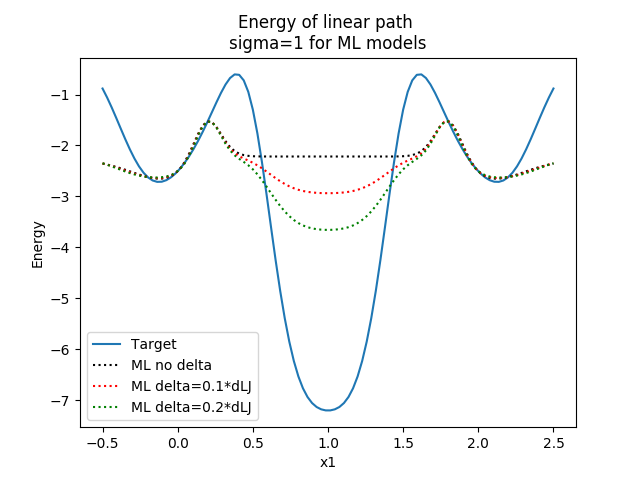 Energy of linear path
sigma=1 for ML models
Energy
−1
−2
−3
−4
−5
−6
−7
Target
ML no delta
ML delta=0.1*dLJ
ML delta=0.2*dLJ
−0.5 0.0 0.5 1.0 1.5 2.0 2.5
x1